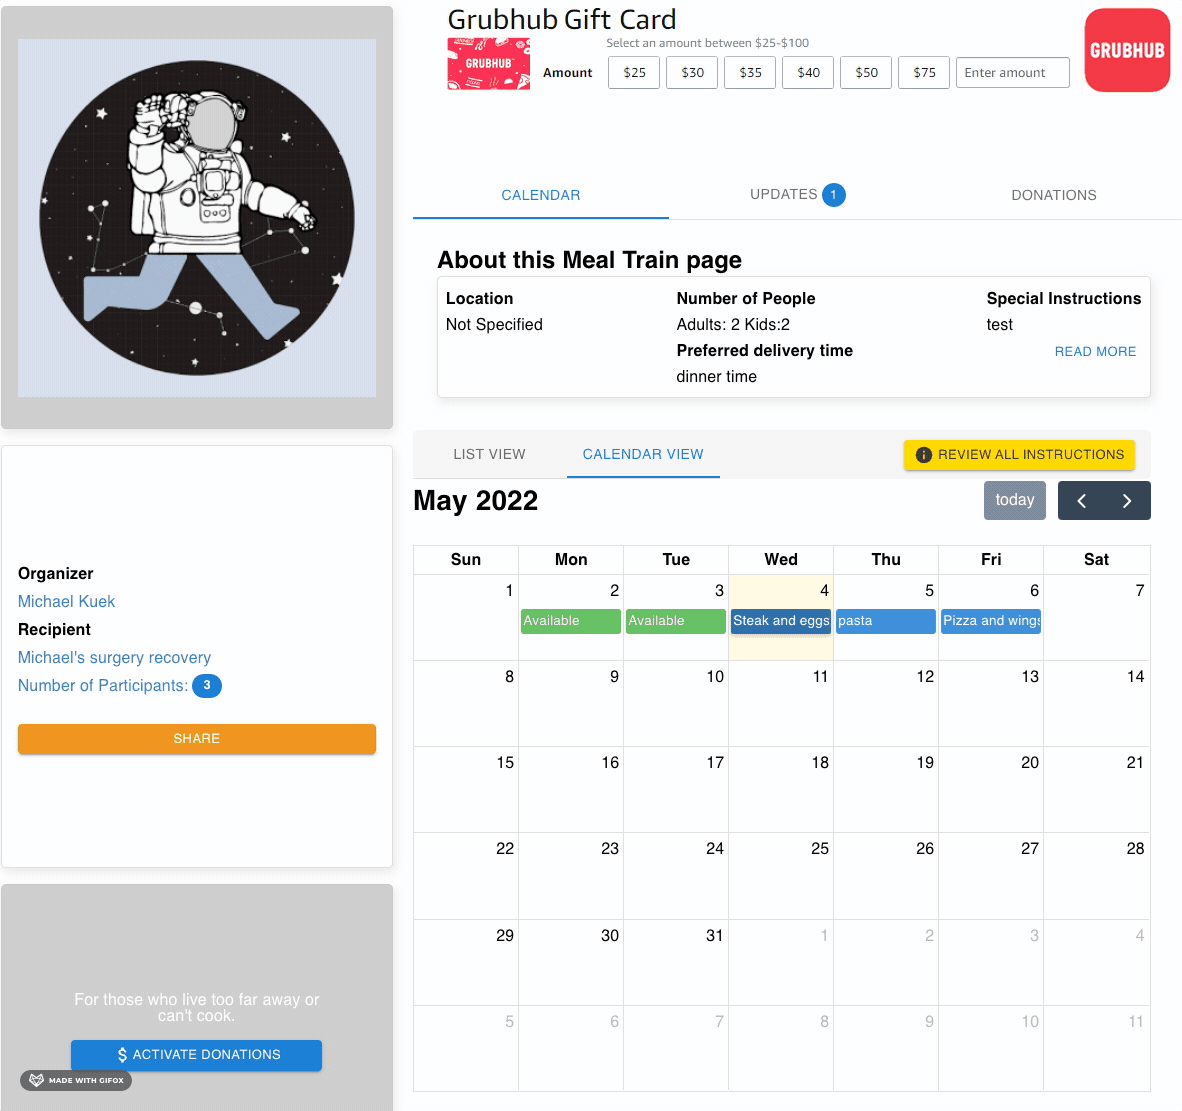 Grubhub Gift Card
Select an amount between $25-$100
GRUBHUB
Amount
$25
$30
$35
$40
$50
$75
Enter amount
GRUBHUB
CALENDAR
UPDATES 1
DONATIONS
About this Meal Train page
Location
Not Specified
Number of People
Adults: 2 Kids:2
Preferred delivery time
dinner time
Special Instructions
test
READ MORE
LIST VIEW
CALENDAR VIEW
REVIEW ALL INSTRUCTIONS
May 2022
today
Sun Mon Tue Wed Thu Fri Sat
1 2 3 4 5 6 7
Available Available Steak and eggs pasta Pizza and wings
8 9 10 11 12 13 14
15 16 17 18 19 20 21
22 23 24 25 26 27 28
29 30 31 1 2 3 4
5 6 7 8 9 10 11
Organizer
Michael Kuek
Recipient
Michael's surgery recovery
Number of Participants: 3
SHARE
For those who live too far away or
can't cook.
$ ACTIVATE DONATIONS
MADE WITH GIFOX